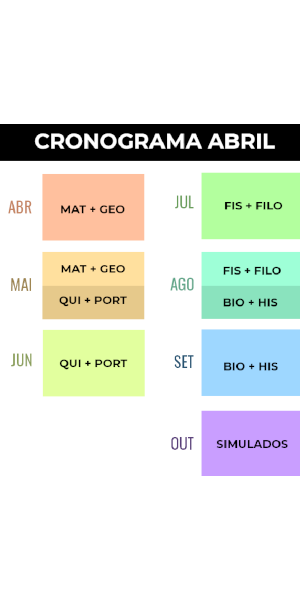 CRONOGRAMA ABRIL
ABR
MAT + GEO
MAI
MAT + GEO
QUI + PORT
JUN
QUI + PORT
JUL
FIS + FILO
AGO
FIS + FILO
BIO + HIS
SET
BIO + HIS
OUT
SIMULADOS